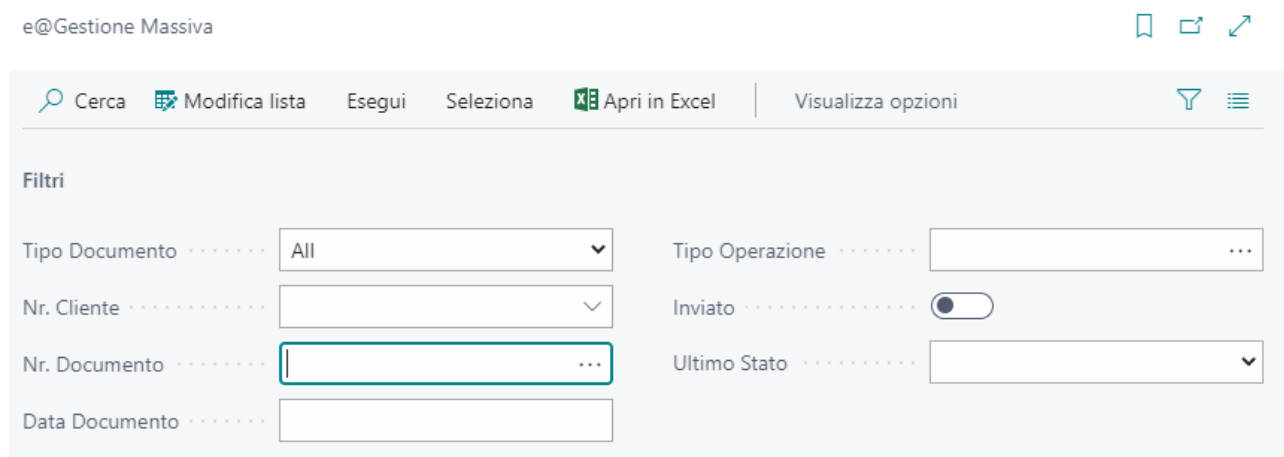 e@Gestione Massiva
Cerca Modifica lista Esegui Seleziona Apri in Excel Visualizza opzioni
Filtri
Tipo Documento All Tipo Operazione ...
Nr. Cliente Inviato
Nr. Documento ... Ultimo Stato
Data Documento